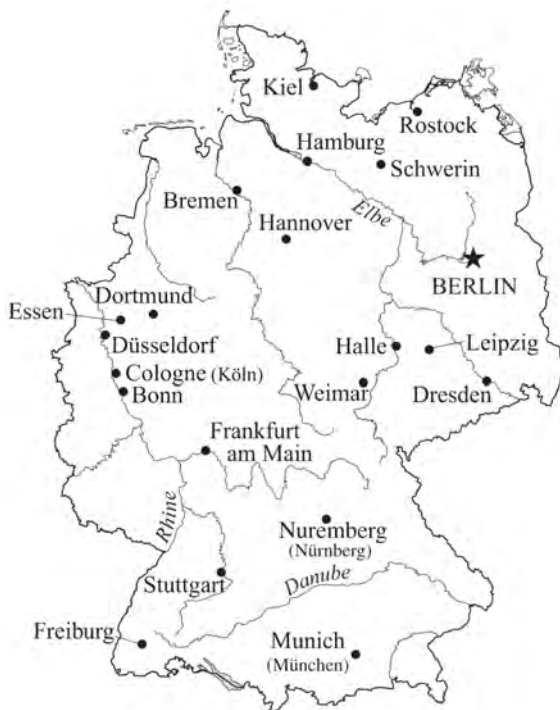 Kiel
Rostock
Hamburg
Schwerin
Bremen
Elbe
Hannover
BERLIN
Dortmund
Essen
Düsseldorf
Halle
Leipzig
Cologne (Köln)
Bonn
Weimar
Dresden
Frankfurt
am Main
Rhine
Nuremberg
(Nürnberg)
Stuttgart
Danube
Freiburg
Munich
(München)